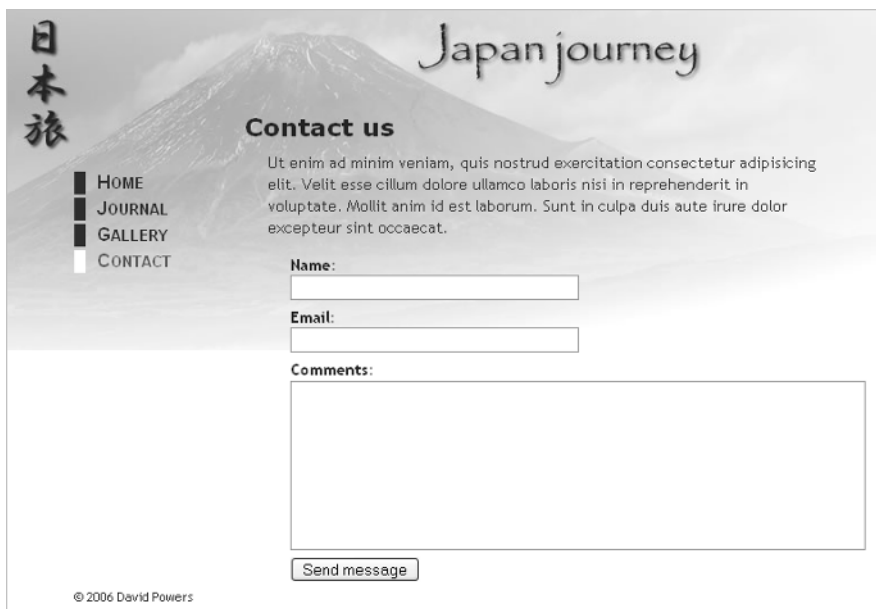 日本旅
Japan journey
HOME
JOURNAL
GALLERY
CONTACT
Contact us
Ut enim ad minim veniam, quis nostrud exercitation consectetur adipisicing
elit. Velit esse cillum dolore ullamco laboris nisi in reprehenderit in
voluptate. Mollit anim id est laborum. Sunt in culpa duis aute irure dolor
excepteur sint occaecat.
Name:
Email:
Comments:
Send message
© 2006 David Powers